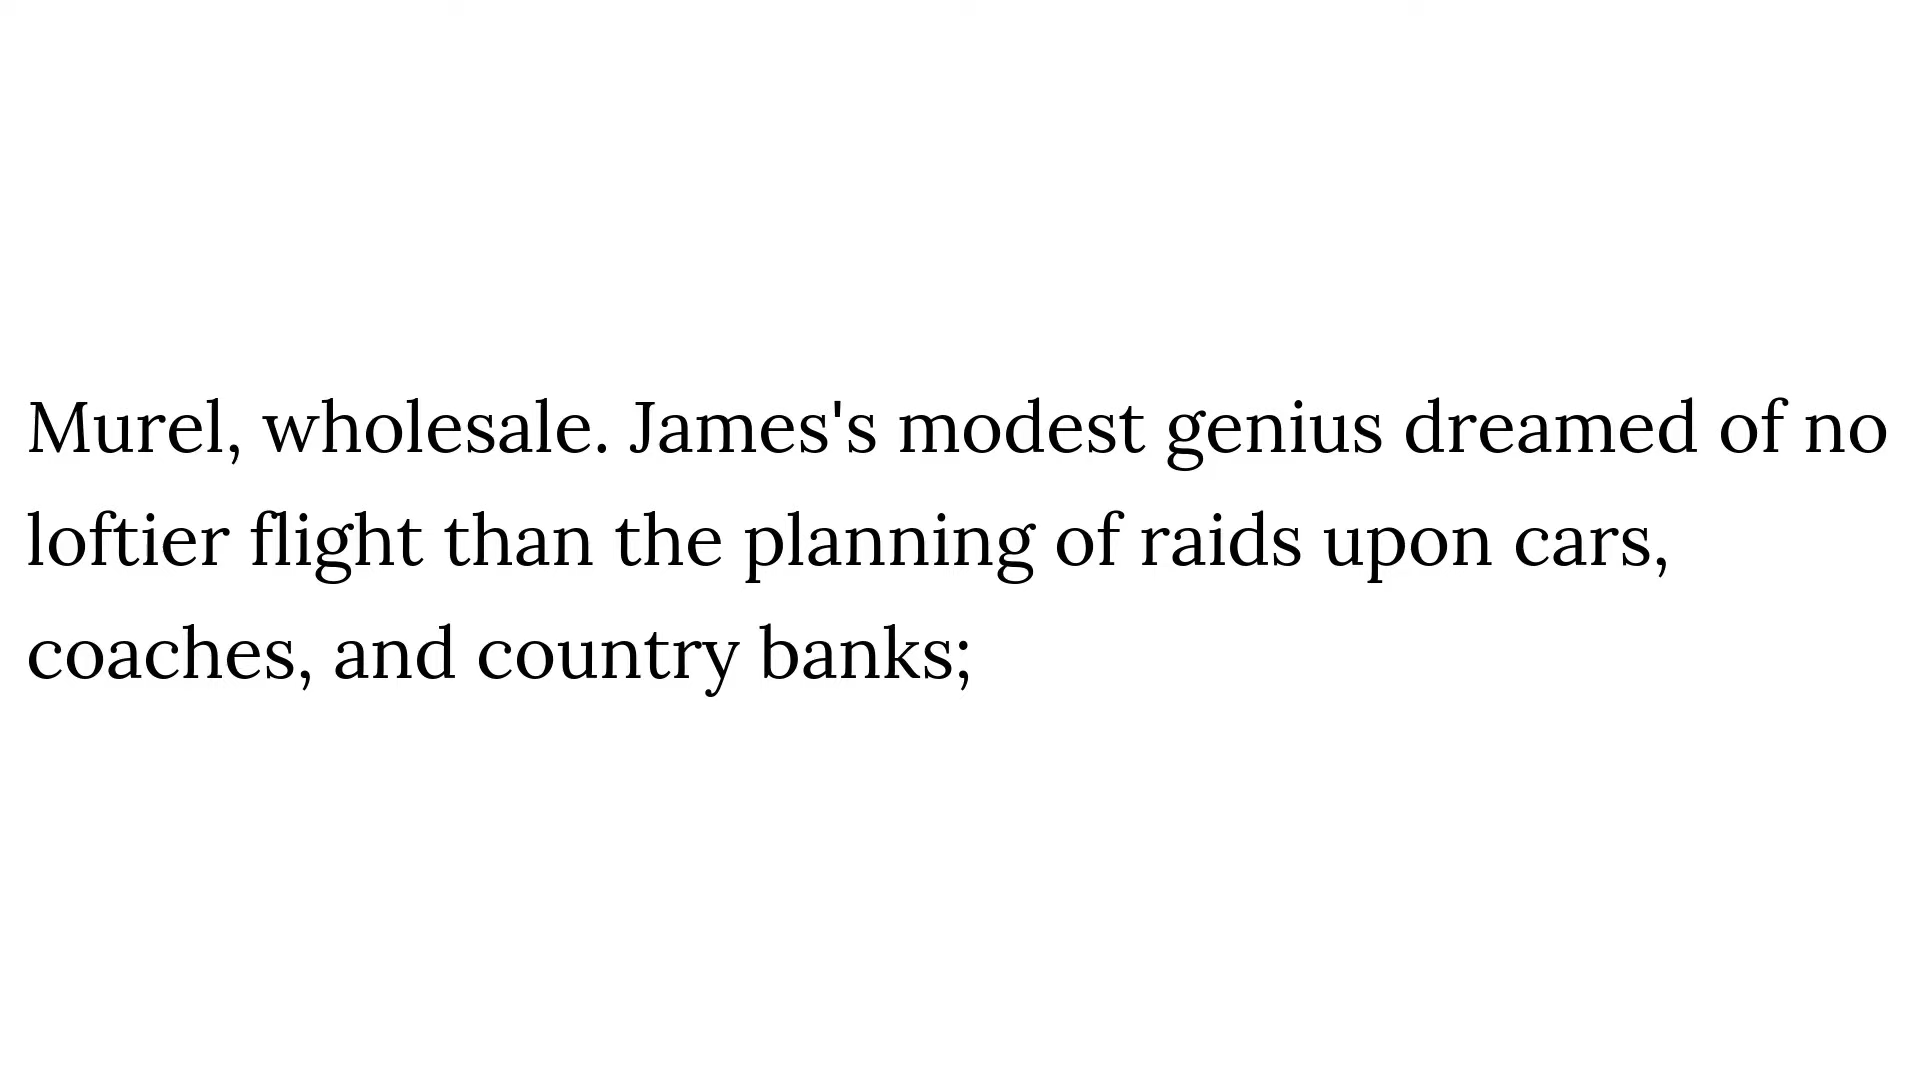 Murel, wholesale. James's modest genius dreamed of no
loftier flight than the planning of raids upon cars,
coaches, and country banks;